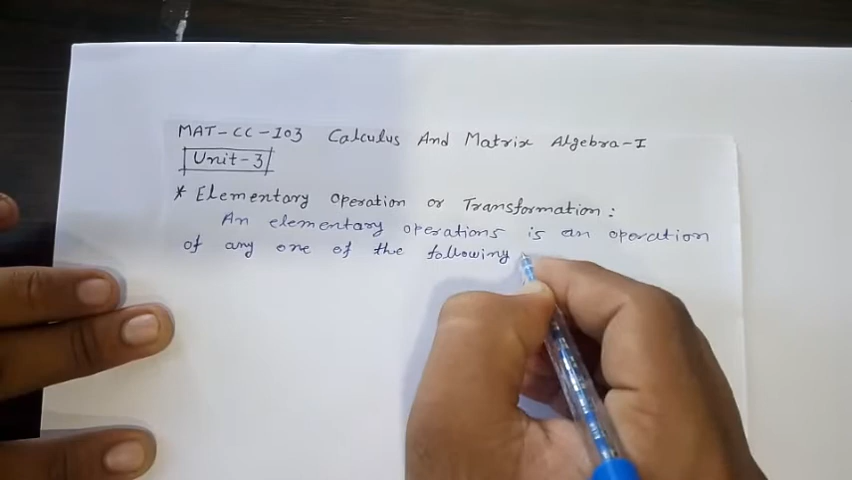 MAT-CC-103 Calculus And Matrix Algebra-I
Unit-3
* Elementary Operation or Transformation:
An elementary operations is an operation
of any one of the following